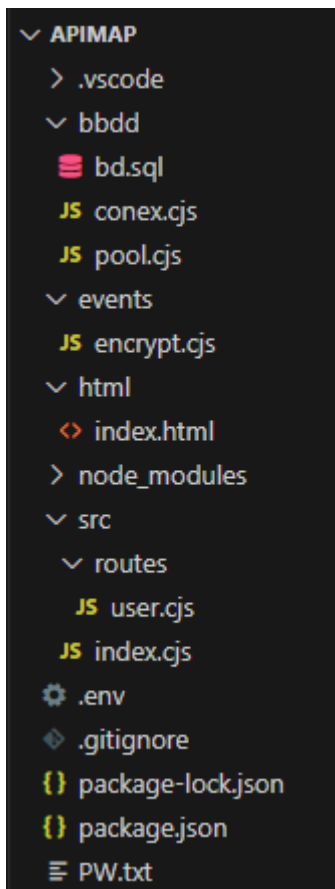 APIMAP
.vscode
bbdd
bd.sql
JS conex.cjs
JS pool.cjs
events
JS encrypt.cjs
html
<> index.html
node_modules
src
routes
JS user.cjs
JS index.cjs
.env
.gitignore
{} package-lock.json
{} package.json
PW.txt